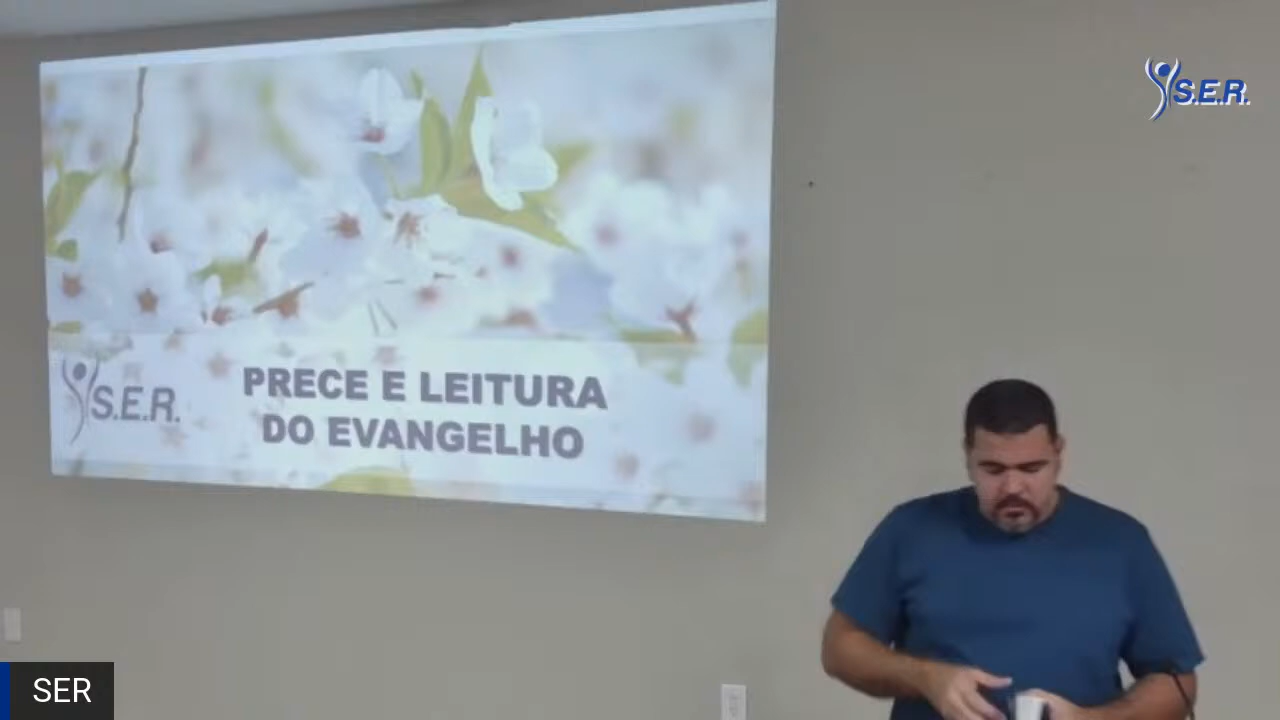 S.E.R.
PRECE E LEITURA
DO EVANGELHO
S.E.R.
SER